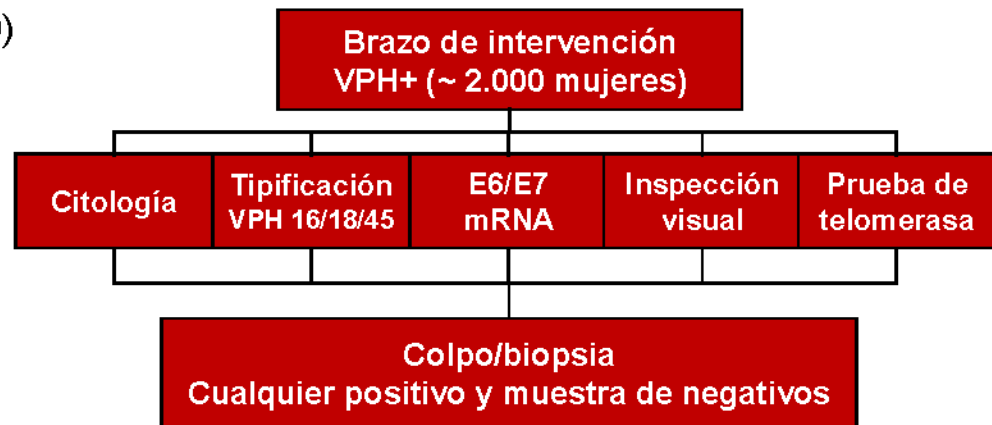 Brazo de intervención
VPH+ (~ 2.000 mujeres)
Citología
Tipificación
VPH 16/18/45
E6/E7
mRNA
Inspección
visual
Prueba de
telomerasa
Colpo/biopsia
Cualquier positivo y muestra de negativos